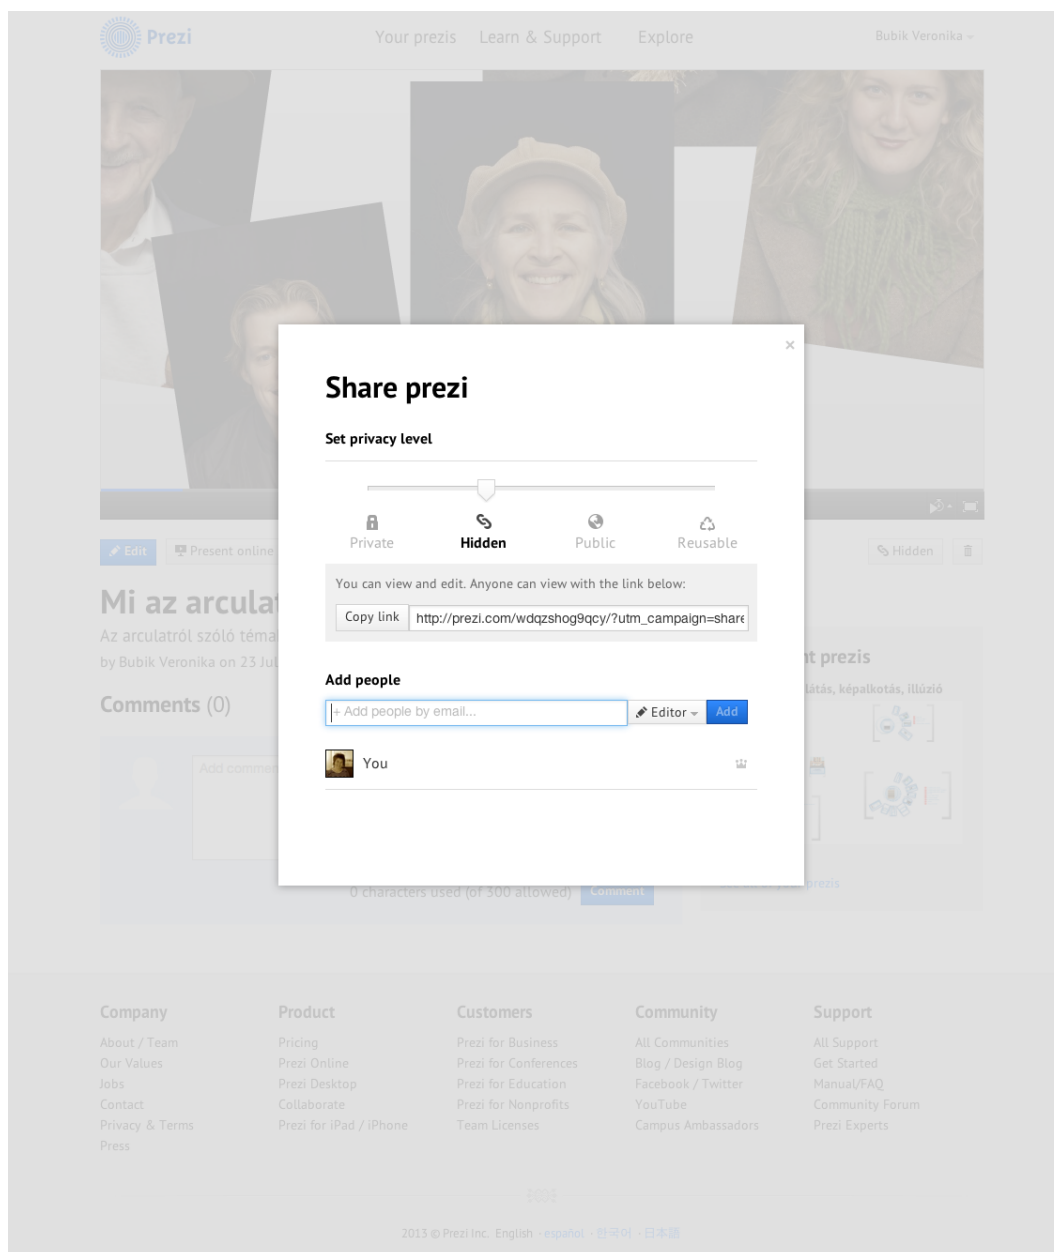 Prezi Your prezis Learn & Support Explore Bubik Veronika
×
Share prezi
Set privacy level
Private Hidden Public Reusable
You can view and edit. Anyone can view with the link below:
Copy link http://prezi.com/wdqzshog9qcy/?utm_campaign=share
Add people
+ Add people by email... Editor Add
You
Edit Present online Hidden
Mi az arculat
Az arculatról szóló téma
by Bubik Veronika on 23 Jul
Comments (0)
Add commen
0 characters used (of 300 allowed) Comment
nt prezis
látás, képalkotás, illúzió
prezis
Company Product Customers Community Support
About / Team Pricing Prezi for Business All Communities All Support
Our Values Prezi Online Prezi for Conferences Blog / Design Blog Get Started
Jobs Prezi Desktop Prezi for Education Facebook / Twitter Manual/FAQ
Contact Collaborate Prezi for Nonprofits YouTube Community Forum
Privacy & Terms Prezi for iPad / iPhone Team Licenses Campus Ambassadors Prezi Experts
Press
2013 © Prezi Inc. English · español · 한국어 · 日本語